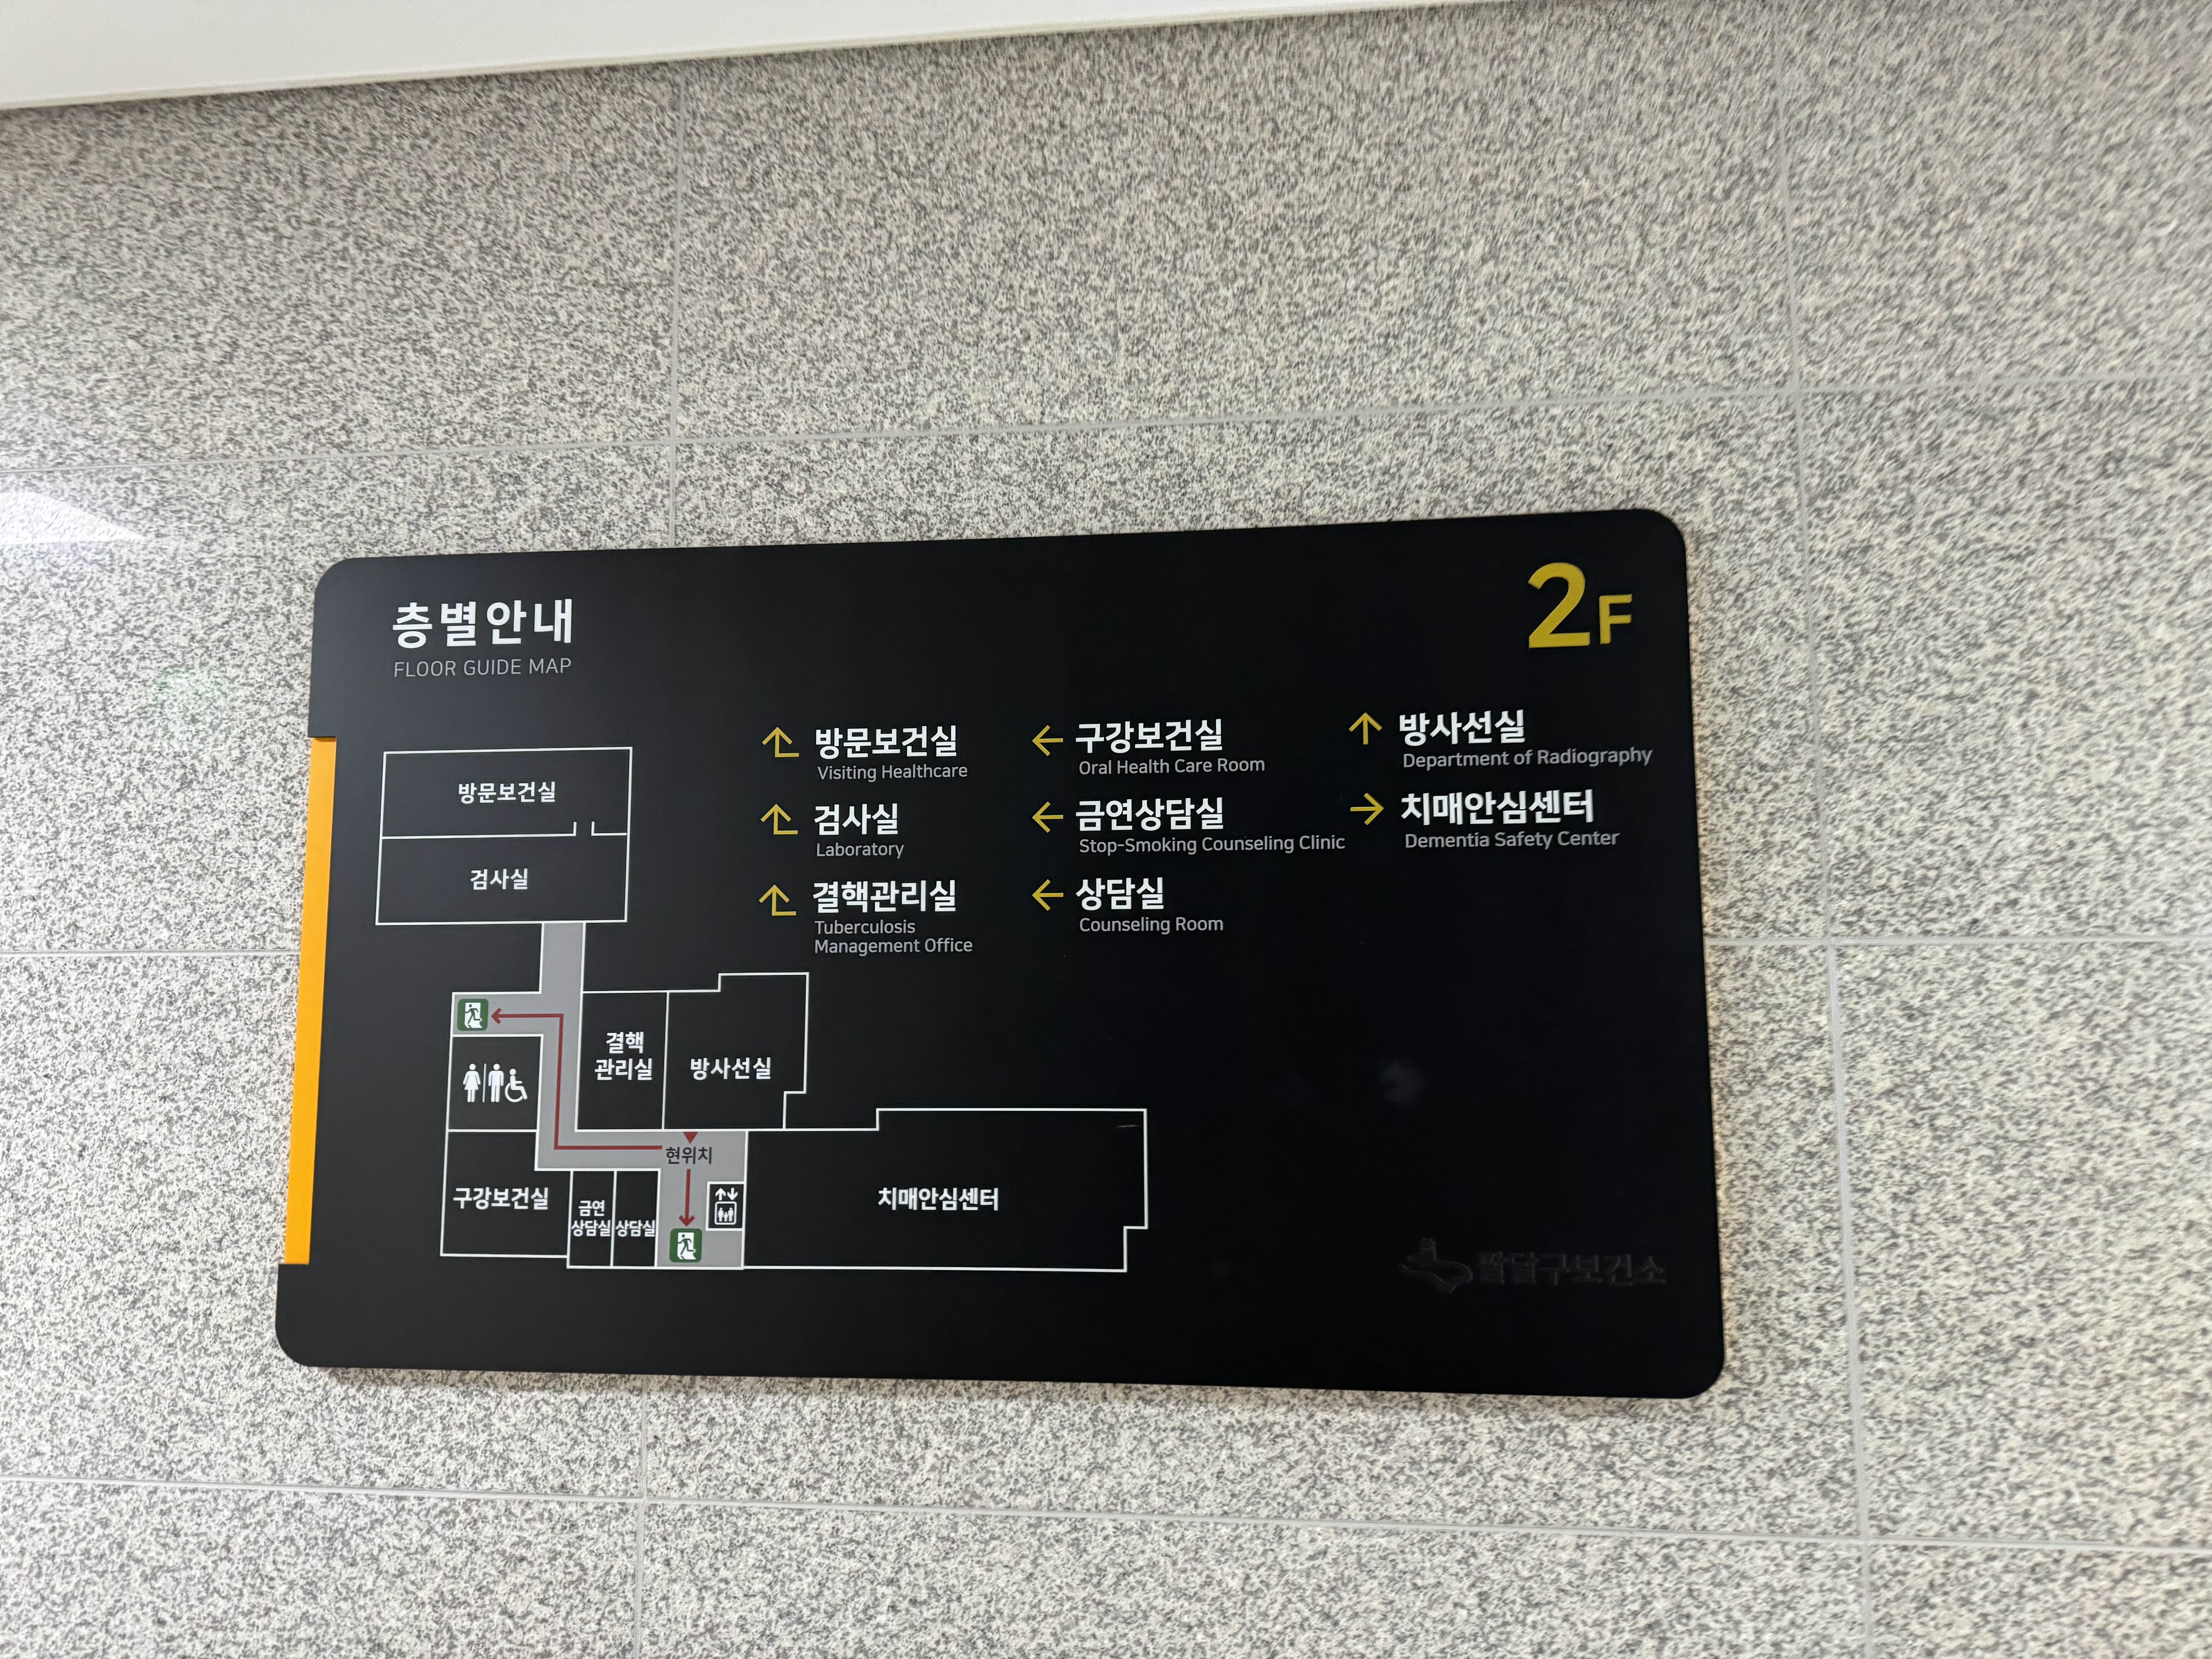 층별안내
FLOOR GUIDE MAP
2F
방문보건실
Visiting Healthcare
검사실
Laboratory
결핵관리실
Tuberculosis
Management Office
구강보건실
Oral Health Care Room
금연상담실
Stop-Smoking Counseling Clinic
상담실
Counseling Room
방사선실
Department of Radiography
치매안심센터
Dementia Safety Center
방문보건실
검사실
결핵
관리실
방사선실
현위치
구강보건실
금연
상담실
상담실
치매안심센터
팔달구보건소